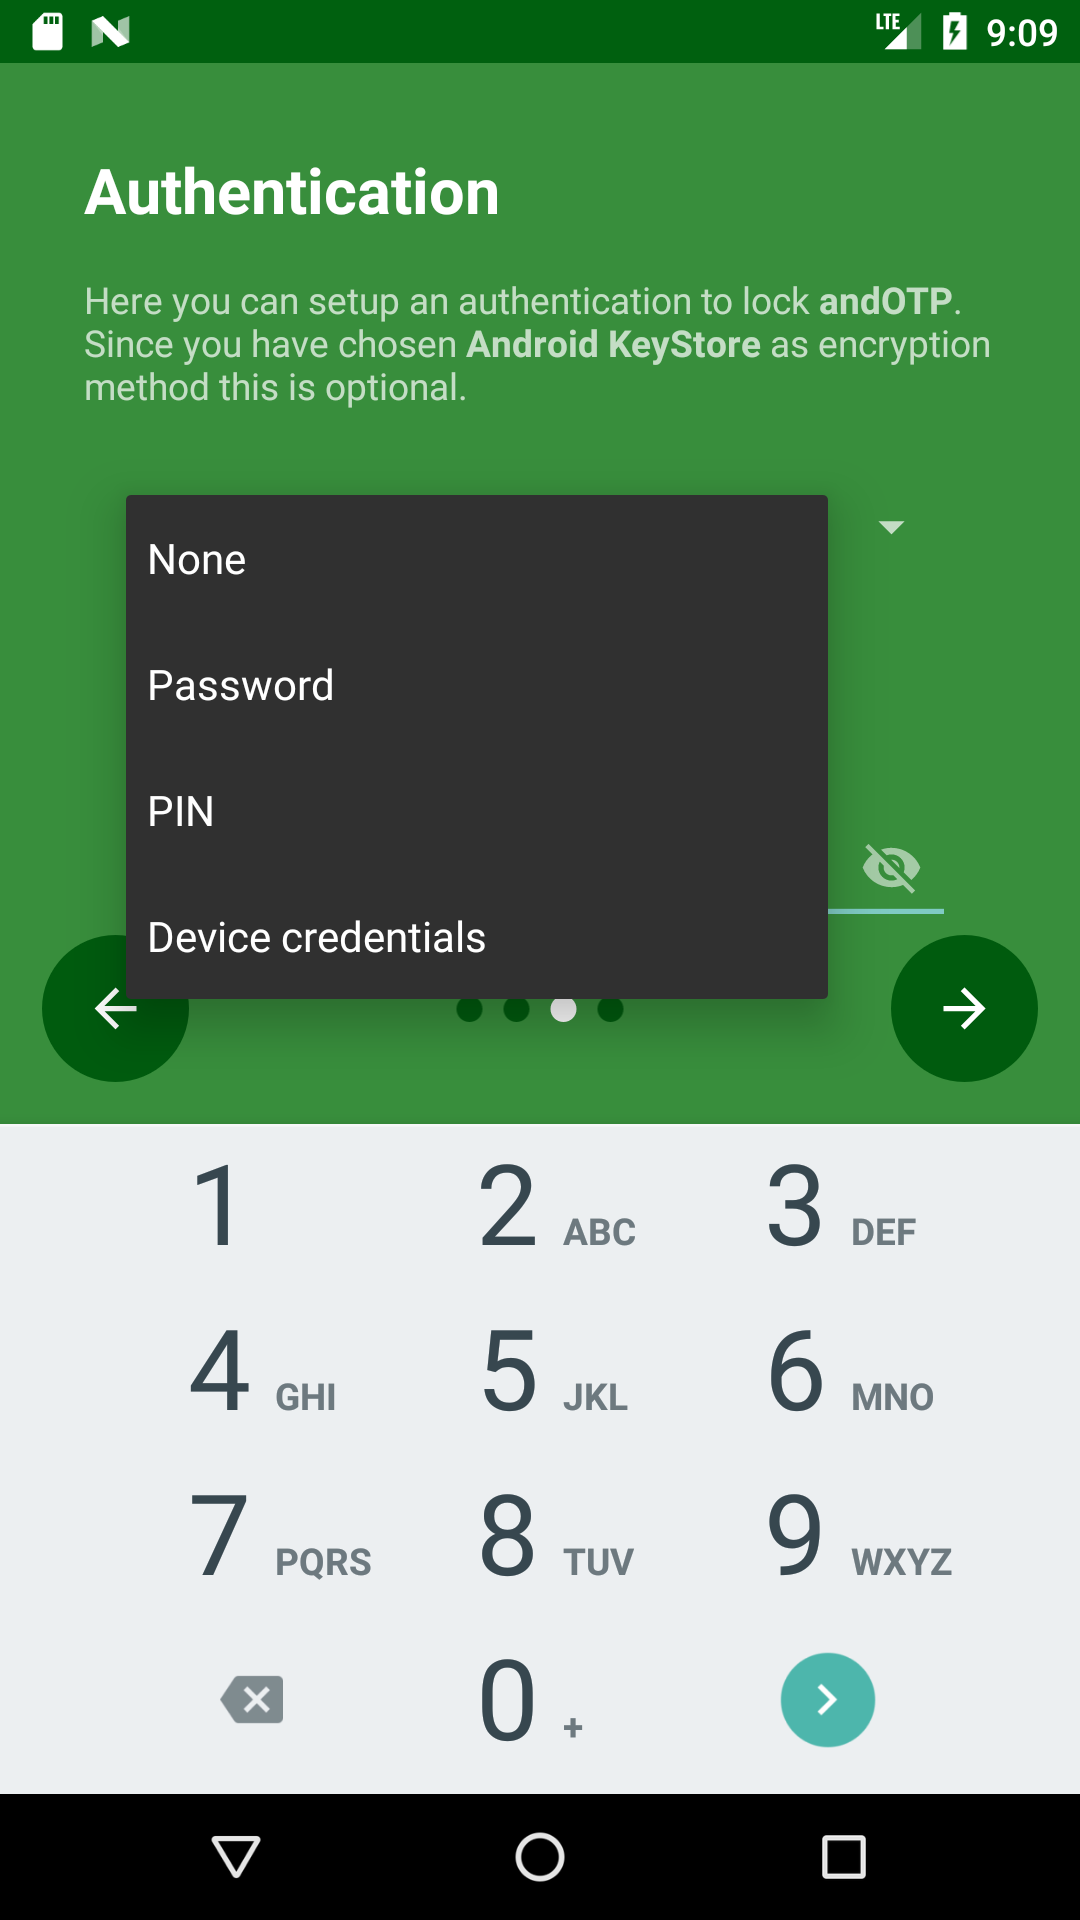 LTE 9:09
Authentication
Here you can setup an authentication to lock andOTP.
Since you have chosen Android KeyStore as encryption
method this is optional.
None
Password
PIN
Device credentials
1 2 ABC 3 DEF
4 GHI 5 JKL 6 MNO
7 PQRS 8 TUV 9 WXYZ
0 +